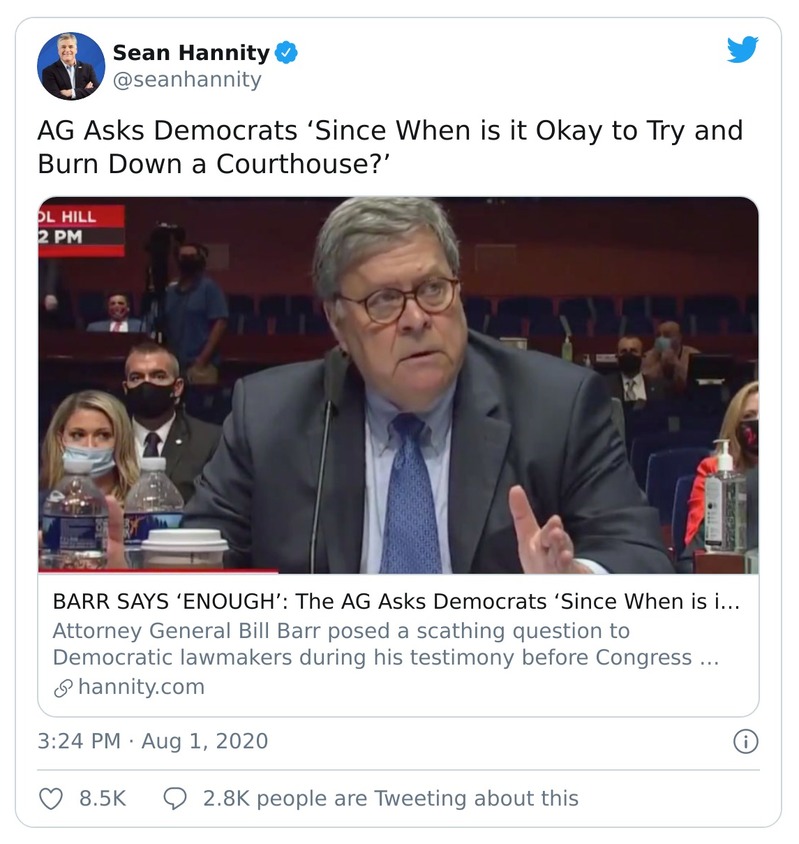 Sean Hannity
@seanhannity
AG Asks Democrats ‘Since When is it Okay to Try and
Burn Down a Courthouse?’
OL HILL
2 PM
BARR SAYS ‘ENOUGH’: The AG Asks Democrats ‘Since When is i...
Attorney General Bill Barr posed a scathing question to
Democratic lawmakers during his testimony before Congress ...
hannity.com
3:24 PM · Aug 1, 2020
8.5K
2.8K people are Tweeting about this